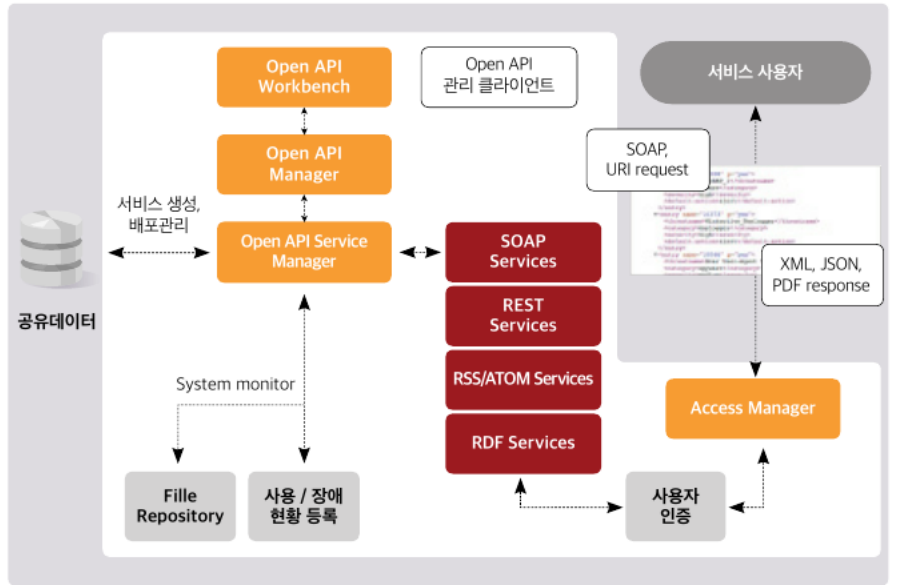 Open API
Workbench
Open API
관리 클라이언트
서비스 사용자
Open API
Manager
SOAP,
URI request
서비스 생성,
배포관리
Open API Service
Manager
SOAP
Services
XML, JSON,
PDF response
공유데이터
REST
Services
System monitor
RSS/ATOM Services
Access Manager
RDF Services
Fille
Repository
사용 / 장애
현황 등록
사용자
인증